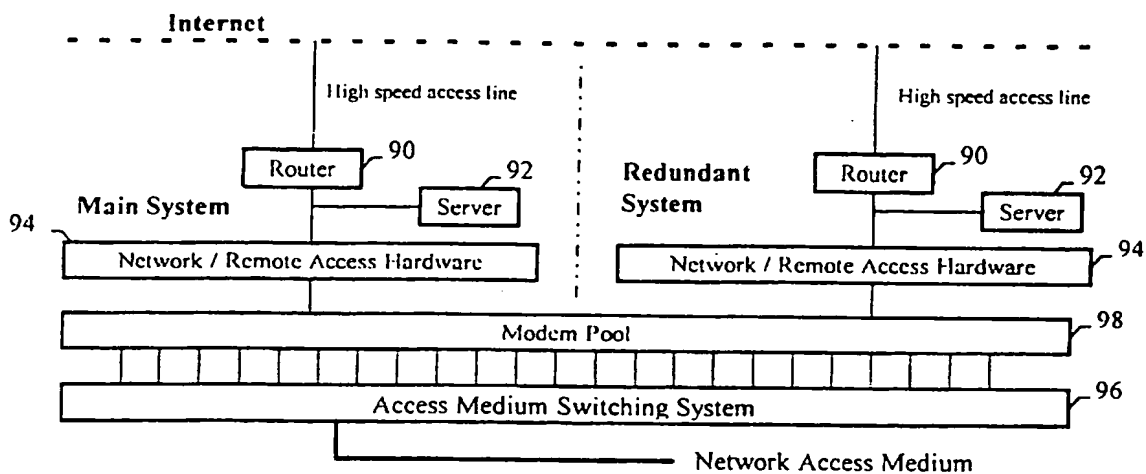 Internet
High speed access line
High speed access line
90
Router
90
Router
92
Server
92
Server
Main System
Redundant
System
94
Network / Remote Access Hardware
94
Network / Remote Access Hardware
Modem Pool
98
96
Access Medium Switching System
Network Access Medium